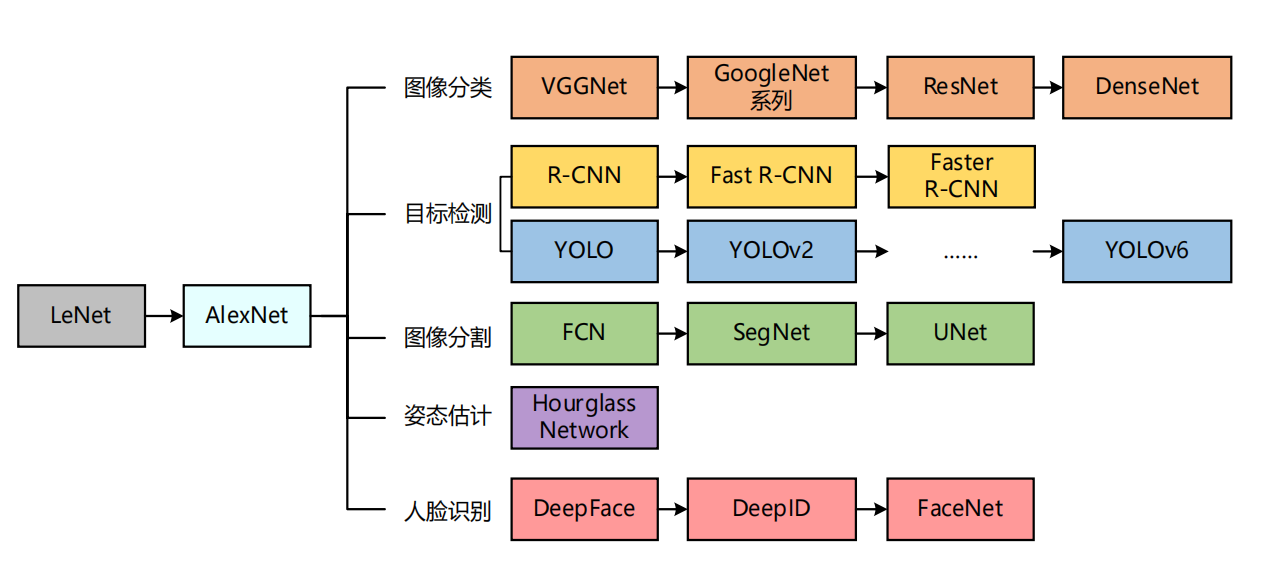 LeNet
AlexNet
图像分类
VGGNet
GoogleNet
系列
ResNet
DenseNet
目标检测
R-CNN
Fast R-CNN
Faster
R-CNN
YOLO
YOLOv2
......
YOLOv6
图像分割
FCN
SegNet
UNet
姿态估计
Hourglass
Network
人脸识别
DeepFace
DeepID
FaceNet